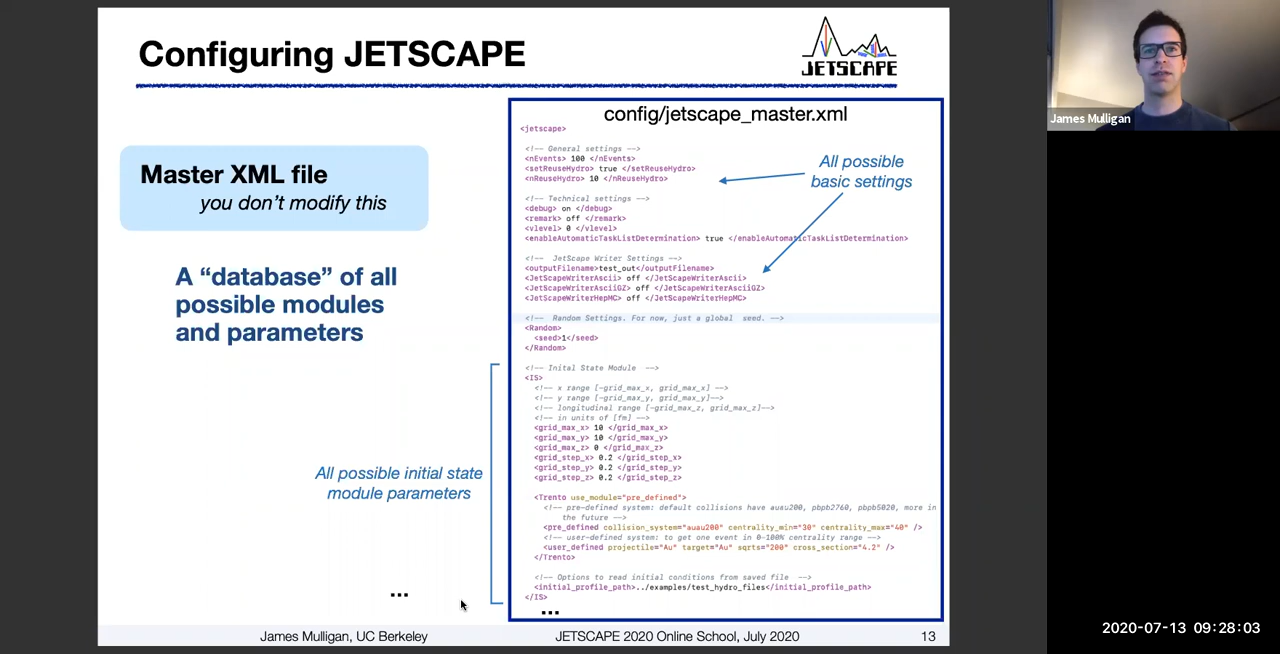 Configuring JETSCAPE
JETSCAPE
Master XML file
you don't modify this
A “database” of all
possible modules
and parameters
All possible initial state
module parameters
...
config/jetscape_master.xml
<jetscape>
<!-- General settings -->
<nEvents> 100 </nEvents>
<setReuseHydro> true </setReuseHydro>
<nReuseHydro> 10 </nReuseHydro>
<!-- Technical settings -->
<debug> on </debug>
<remark> off </remark>
<vlevel> 0 </vlevel>
<enableAutomaticTaskListDetermination> true </enableAutomaticTaskListDetermination>
<!-- JetScape Writer Settings -->
<outputFilename>test_out</outputFilename>
<JetScapeWriterAscii> off </JetScapeWriterAscii>
<JetScapeWriterAsciiGZ> off </JetScapeWriterAsciiGZ>
<JetScapeWriterHepMC> off </JetScapeWriterHepMC>
<!-- Random Settings. For now, just a global seed. -->
<Random>
<seed>1</seed>
</Random>
<!-- Inital State Module -->
<IS>
<!-- x range [-grid_max_x, grid_max_x] -->
<!-- y range [-grid_max_y, grid_max_y]-->
<!-- longitudinal range [-grid_max_z, grid_max_z]-->
<!-- in units of [fm] -->
<grid_max_x> 10 </grid_max_x>
<grid_max_y> 10 </grid_max_y>
<grid_max_z> 0 </grid_max_z>
<grid_step_x> 0.2 </grid_step_x>
<grid_step_y> 0.2 </grid_step_y>
<grid_step_z> 0.2 </grid_step_z>
<Trento use_module="pre_defined">
<!-- pre-defined system: default collisions have auau200, pbpb2760, pbpb5020, more in
the future -->
<pre_defined collision_system="auau200" centrality_min="30" centrality_max="40" />
<!-- user-defined system: to get one event in 0-100% centrality range -->
<user_defined projectile="Au" target="Au" sqrts="200" cross_section="4.2" />
</Trento>
<!-- Options to read initial conditions from saved file -->
<initial_profile_path>../examples/test_hydro_files</initial_profile_path>
</IS>
...
All possible
basic settings
James Mulligan, UC Berkeley
JETSCAPE 2020 Online School, July 2020
13
James Mulligan
2020-07-13 09:28:03